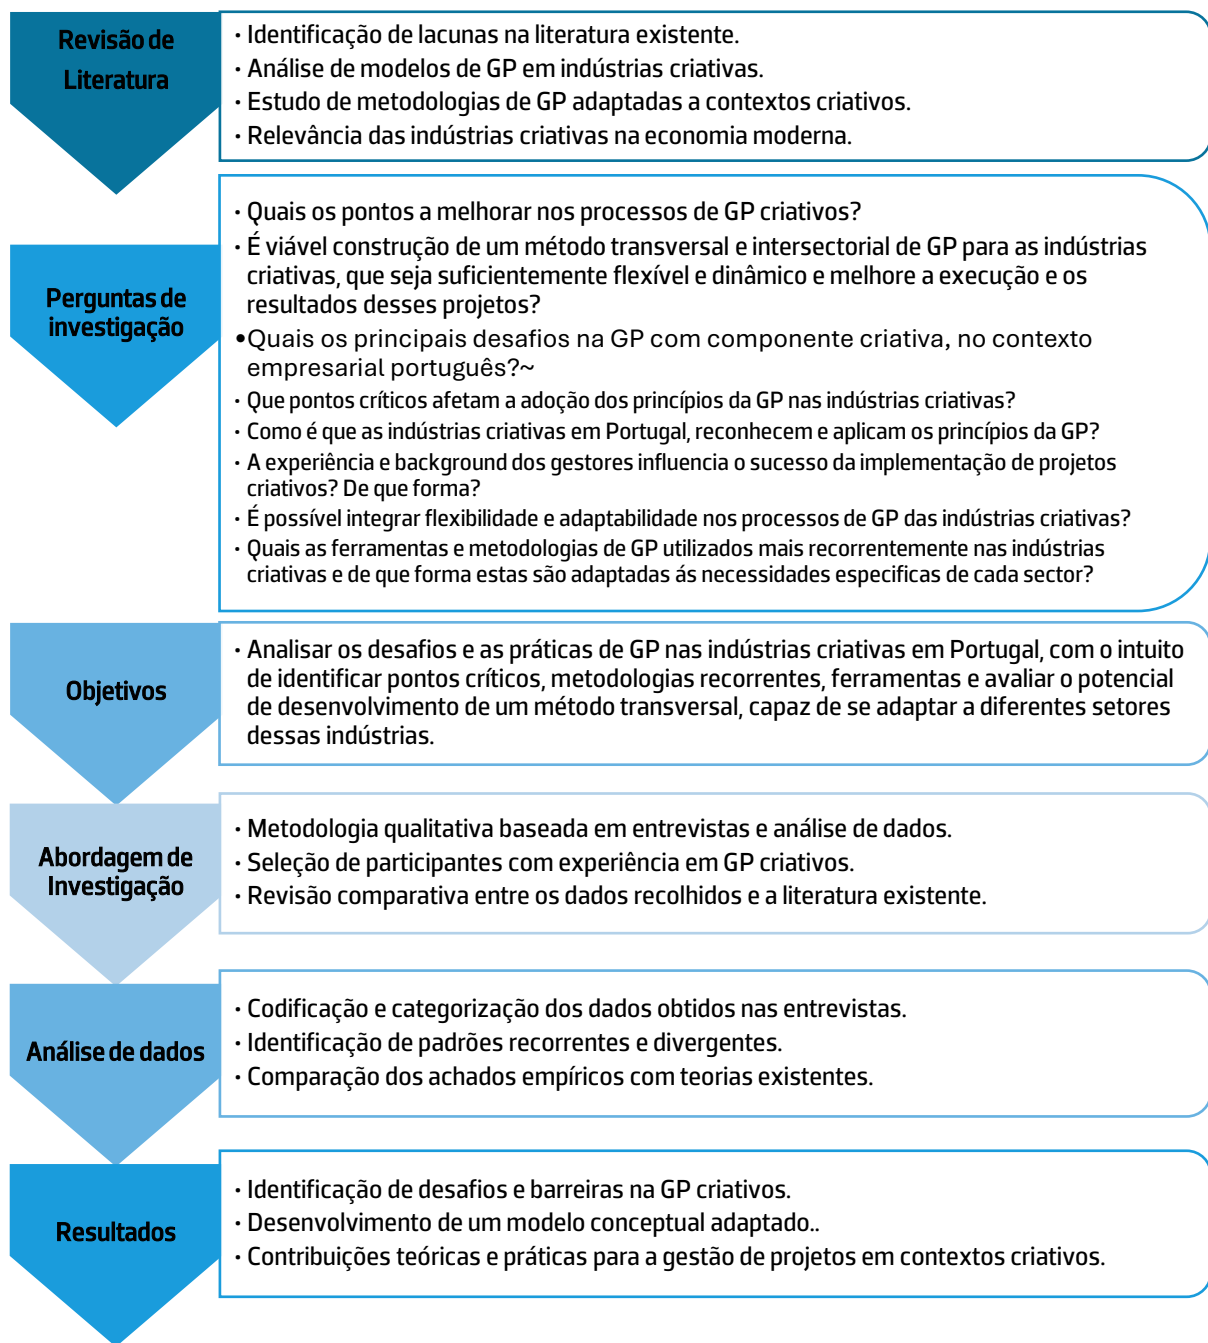 Revisão de
Literatura
· Identificação de lacunas na literatura existente.
· Análise de modelos de GP em indústrias criativas.
· Estudo de metodologias de GP adaptadas a contextos criativos.
· Relevância das indústrias criativas na economia moderna.
Perguntas de
investigação
· Quais os pontos a melhorar nos processos de GP criativos?
· É viável construção de um método transversal e intersectorial de GP para as indústrias
criativas, que seja suficientemente flexível e dinâmico e melhore a execução e os
resultados desses projetos?
•Quais os principais desafios na GP com componente criativa, no contexto
empresarial português?~
· Que pontos críticos afetam a adoção dos princípios da GP nas indústrias criativas?
· Como é que as indústrias criativas em Portugal, reconhecem e aplicam os princípios da GP?
· A experiência e background dos gestores influencia o sucesso da implementação de projetos
criativos? De que forma?
· É possível integrar flexibilidade e adaptabilidade nos processos de GP das indústrias criativas?
· Quais as ferramentas e metodologias de GP utilizados mais recorrentemente nas indústrias
criativas e de que forma estas são adaptadas ás necessidades especificas de cada sector?
Objetivos
· Analisar os desafios e as práticas de GP nas indústrias criativas em Portugal, com o intuito
de identificar pontos críticos, metodologias recorrentes, ferramentas e avaliar o potencial
de desenvolvimento de um método transversal, capaz de se adaptar a diferentes setores
dessas indústrias.
Abordagem de
Investigação
· Metodologia qualitativa baseada em entrevistas e análise de dados.
· Seleção de participantes com experiência em GP criativos.
· Revisão comparativa entre os dados recolhidos e a literatura existente.
Análise de dados
· Codificação e categorização dos dados obtidos nas entrevistas.
· Identificação de padrões recorrentes e divergentes.
· Comparação dos achados empíricos com teorias existentes.
Resultados
· Identificação de desafios e barreiras na GP criativos.
· Desenvolvimento de um modelo conceptual adaptado..
· Contribuições teóricas e práticas para a gestão de projetos em contextos criativos.